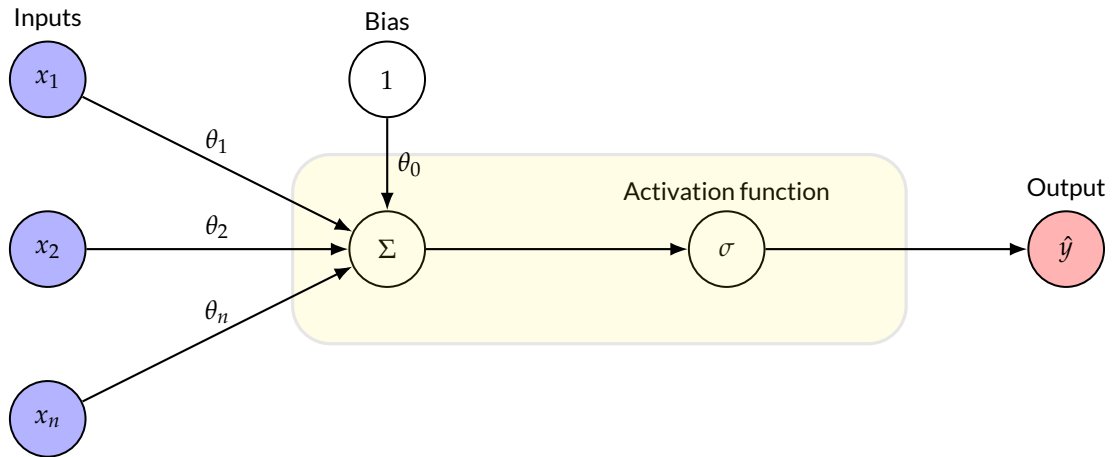 Inputs
Bias
x₁
1
θ₁
θ₀
Activation function
Output
x₂
θ₂
Σ
σ
ŷ
θₙ
xₙ